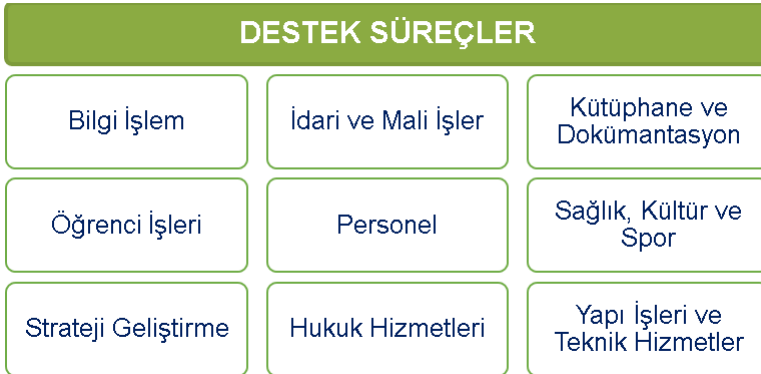 DESTEK SÜREÇLER
Bilgi İşlem
İdari ve Mali İşler
Kütüphane ve
Dokümantasyon
Öğrenci İşleri
Personel
Sağlık, Kültür ve
Spor
Strateji Geliştirme
Hukuk Hizmetleri
Yapı İşleri ve
Teknik Hizmetler